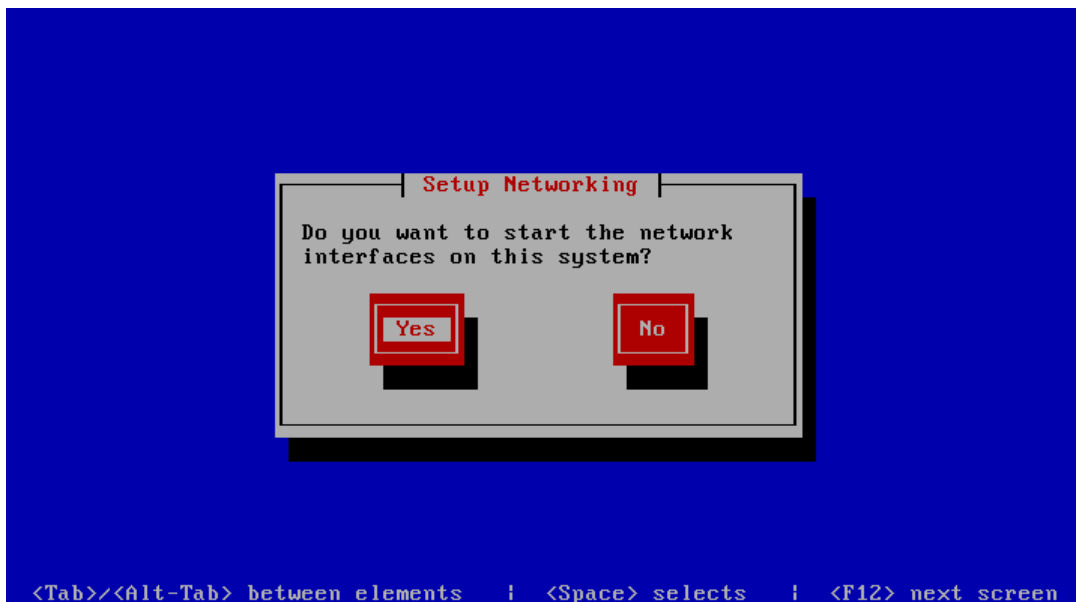 Setup Networking
Do you want to start the network
interfaces on this system?
Yes No
<Tab>/<Alt-Tab> between elements | <Space> selects | <F12> next screen